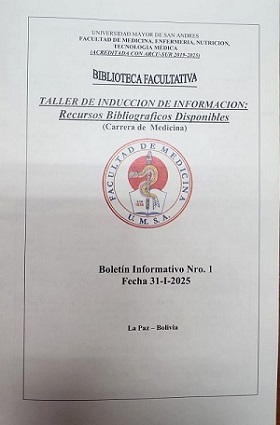 UNIVERSIDAD MAYOR DE SAN ANDRES
FACULTAD DE MEDICINA, ENFERMERIA, NUTRICION,
TECNOLOGIA MÉDICA
(ACREDITADA CON ARCU-SUR 2019-2025)
BIBLIOTECA FACULTATIVA
TALLER DE INDUCCION DE INFORMACION:
Recursos Bibliograficos Disponibles
(Carrera de Medicina)
FACULTAD DE MEDICINA
U.M.S.A.
Boletín Informativo Nro. 1
Fecha 31-I-2025
La Paz – Bolivia